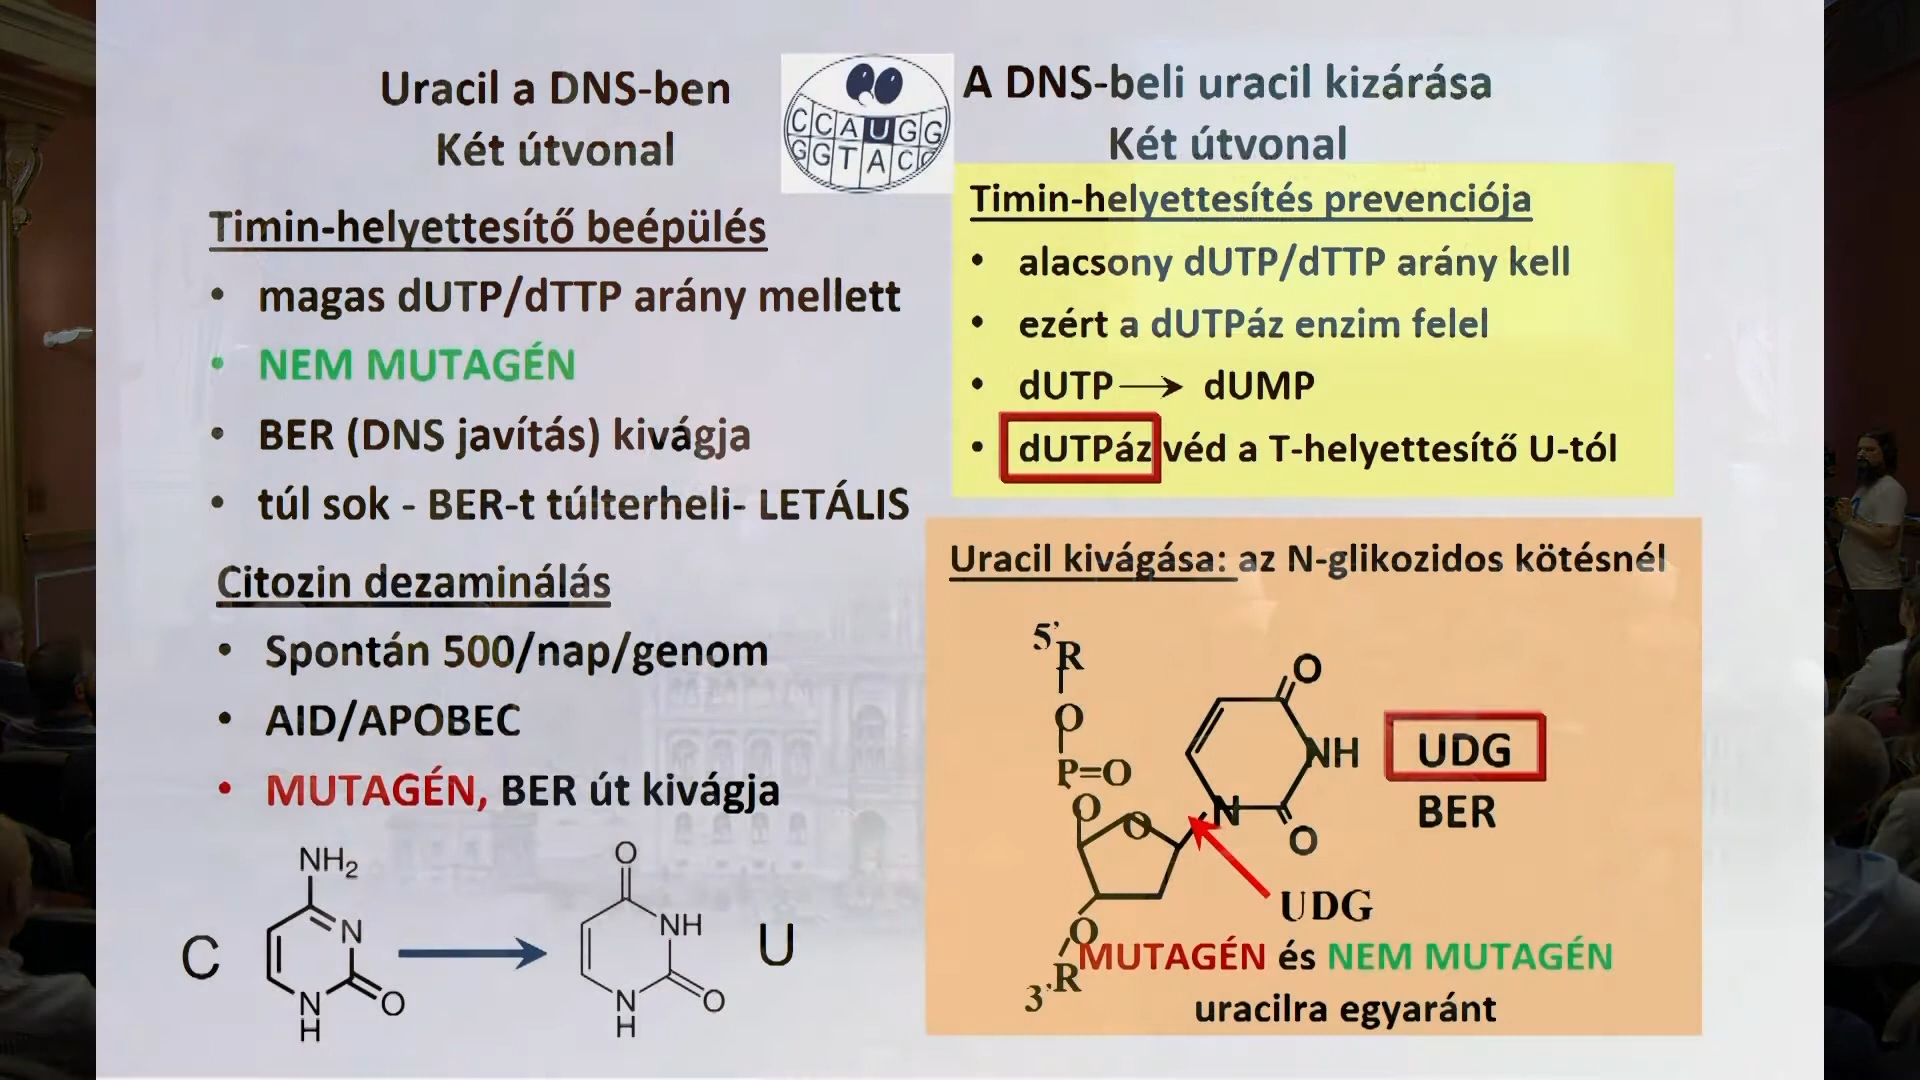 Uracil a DNS-ben
Két útvonal
Timin-helyettesítő beépülés
• magas dUTP/dTTP arány mellett
• NEM MUTAGÉN
• BER (DNS javítás) kivágja
• túl sok - BER-t túlterheli- LETÁLIS
Citozin dezaminálás
• Spontán 500/nap/genom
• AID/APOBEC
• MUTAGÉN, BER út kivágja
NH₂
N
C
N
H
O
O
NH
U
N
H
O
CCAUGG
GGTACC
A DNS-beli uracil kizárása
Két útvonal
Timin-helyettesítés prevenciója
• alacsony dUTP/dTTP arány kell
• ezért a dUTPáz enzim felel
• dUTP → dUMP
• dUTPáz véd a T-helyettesítő U-tól
Uracil kivágása: az N-glikozidos kötésnél
5'
R
O
P=O
O
O
O
NH
N
O
O
R
3'
UDG
BER
UDG
MUTAGÉN és NEM MUTAGÉN
uracilra egyaránt